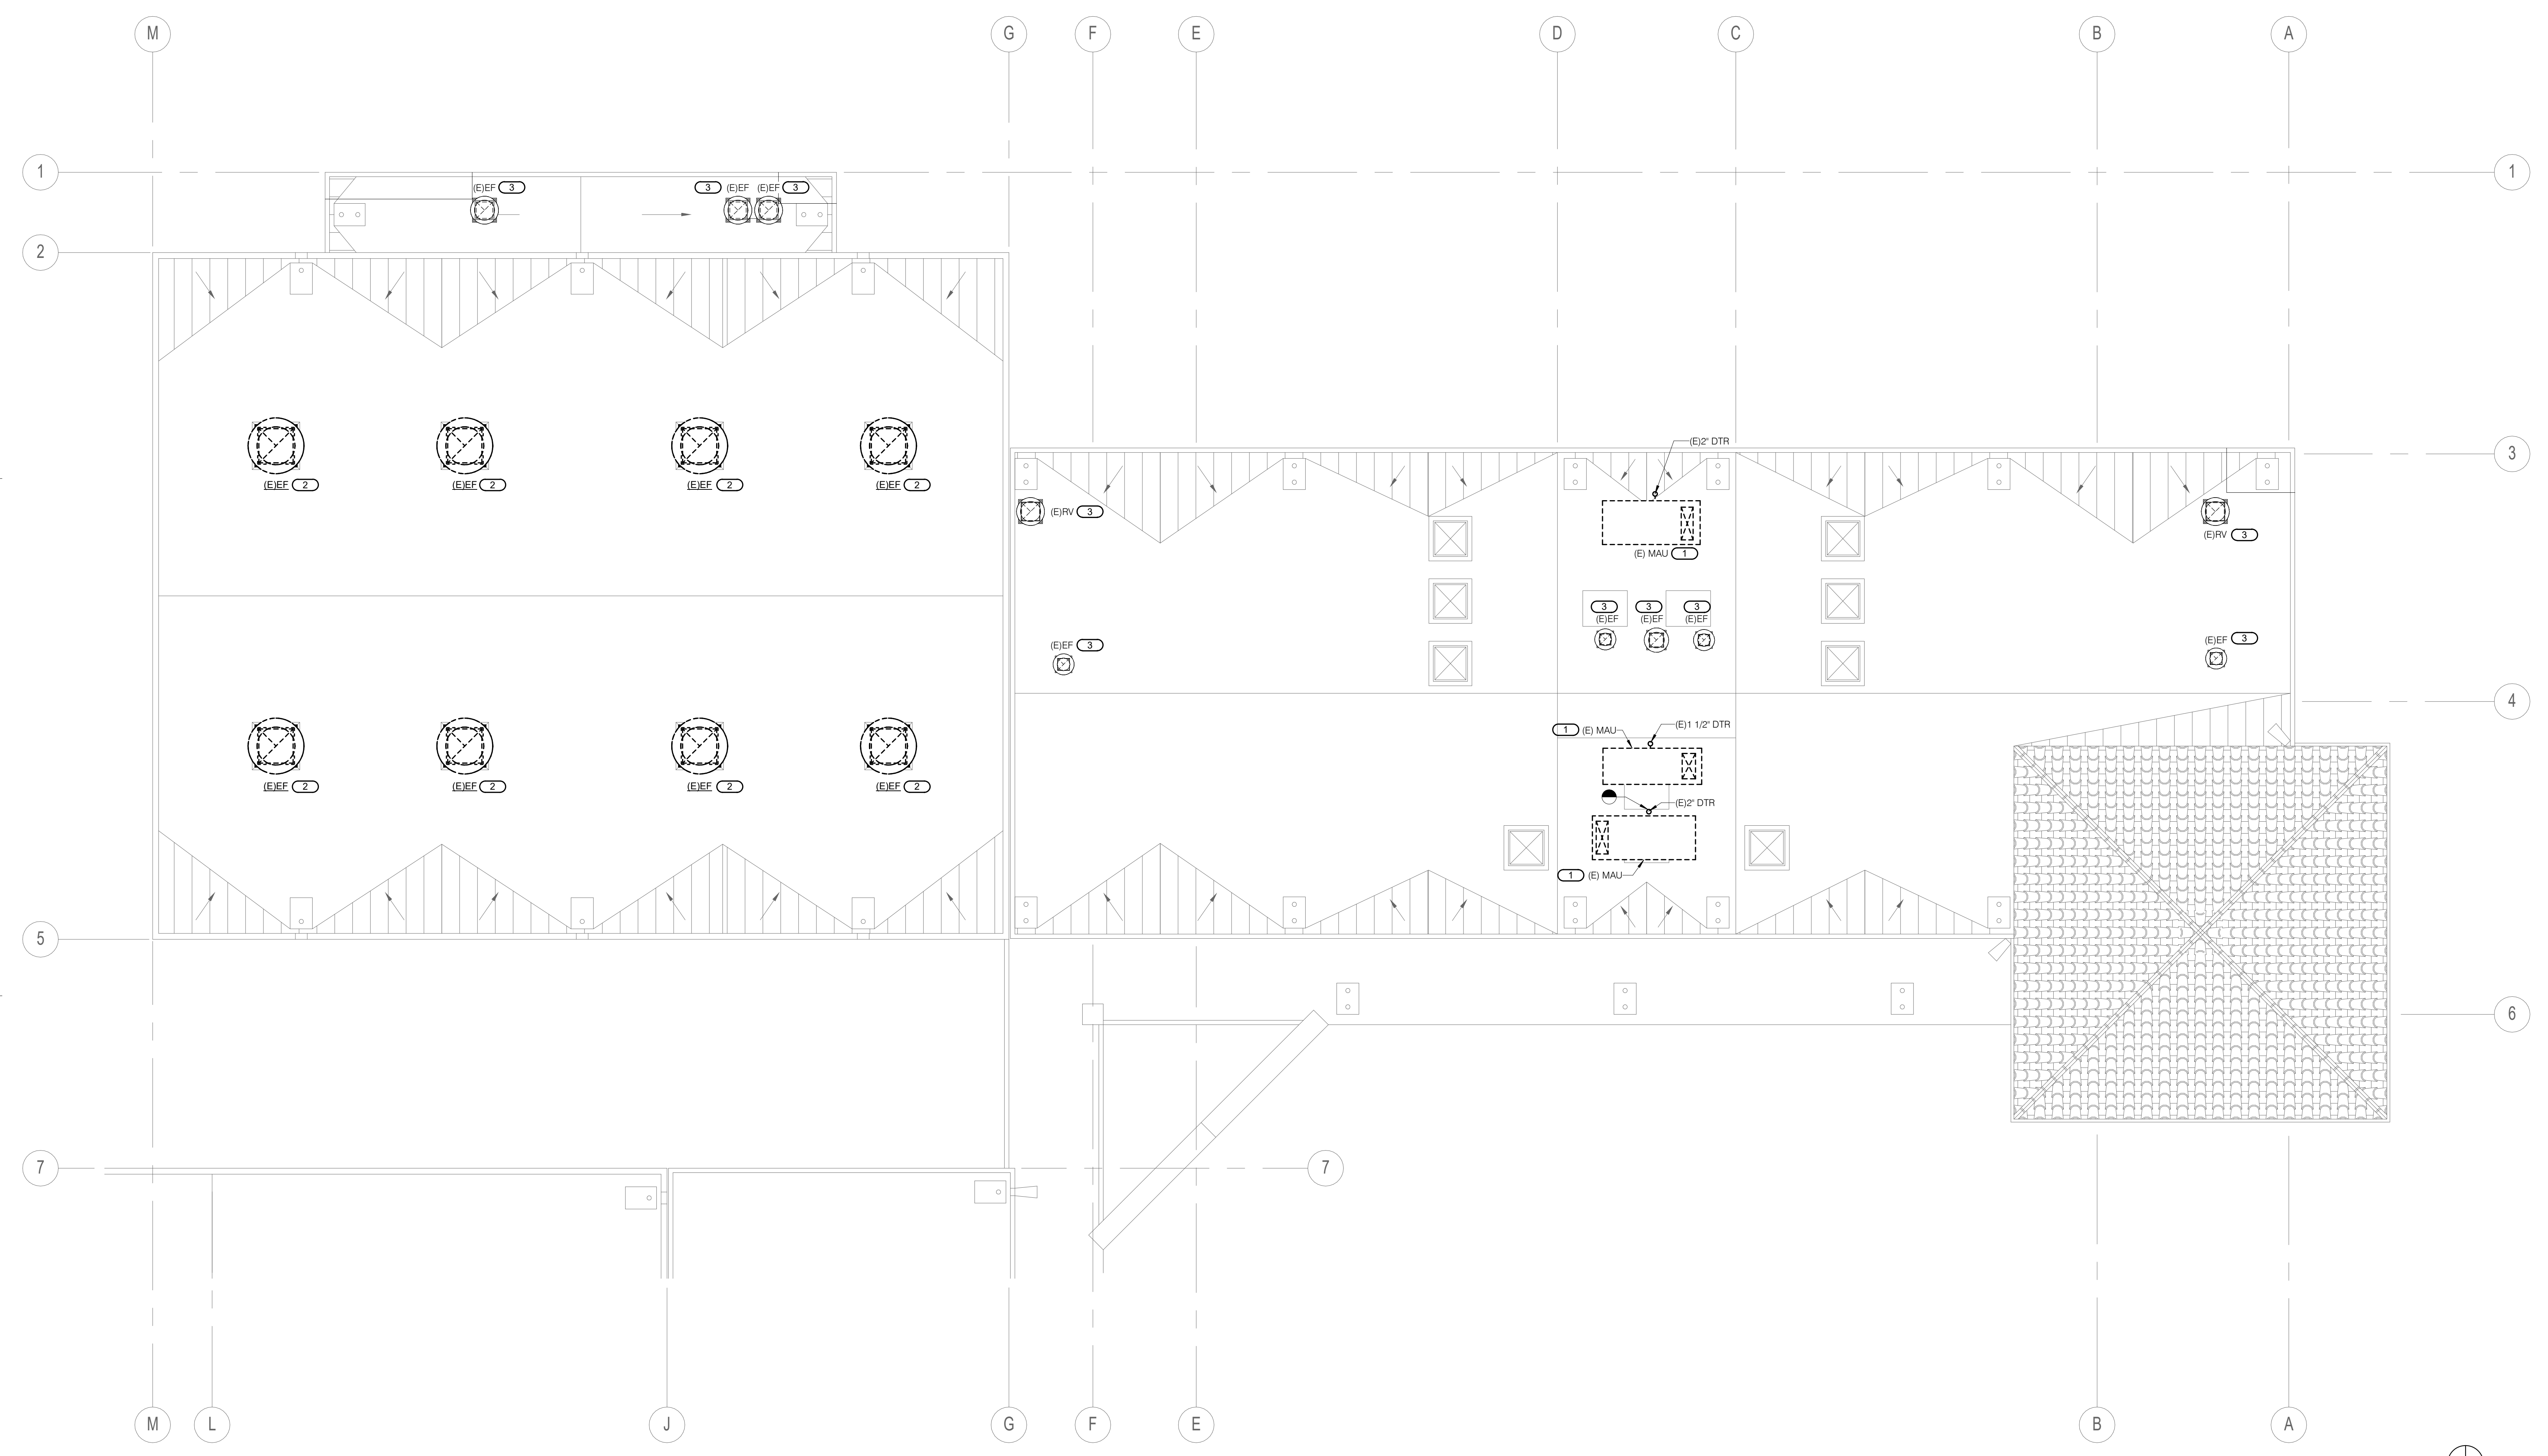 M G F E D C B A
1 1
(E)EF 3 3 (E)EF (E)EF 3
2
(E)2" DTR
3
(E)EF 2 (E)EF 2 (E)EF 2 (E)EF 2
(E)RV 3
(E)RV 3
(E) MAU 1
3 3 3
(E)EF (E)EF (E)EF
(E)EF 3
(E)EF 3
4
(E)1 1/2" DTR
1 (E) MAU
(E)EF 2 (E)EF 2 (E)EF 2 (E)EF 2
(E)2" DTR
1 (E) MAU
5
6
7 7
M L J G F E B A